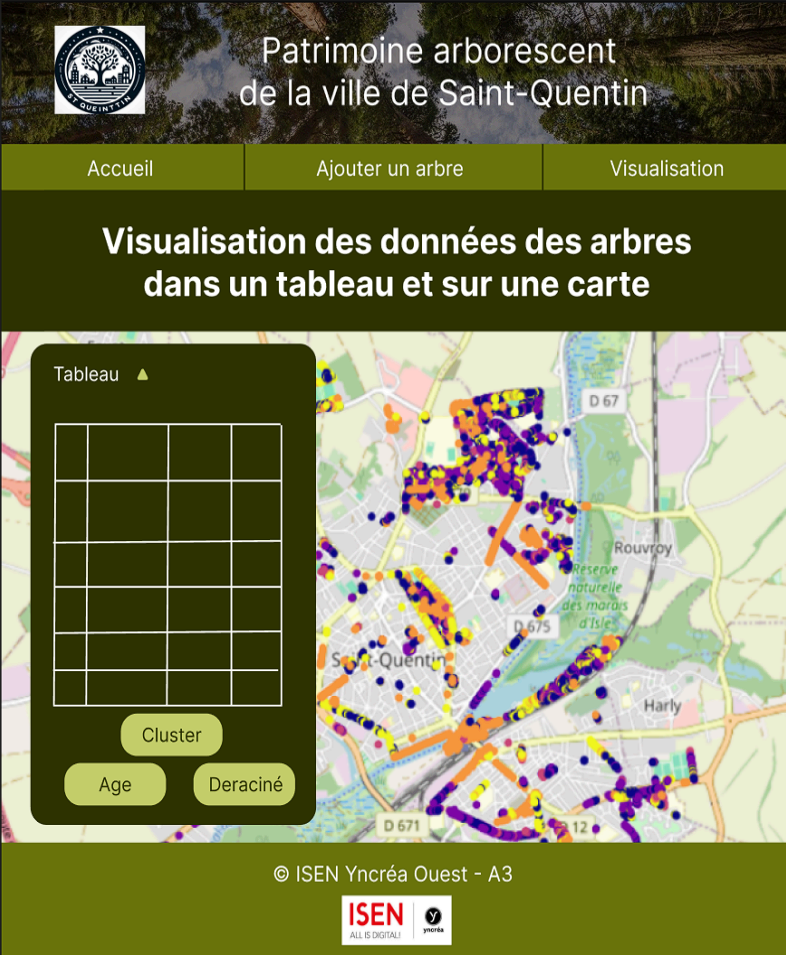 Patrimoine arborescent
de la ville de Saint-Quentin
ST QUEINTTIN
Accueil
Ajouter un arbre
Visualisation
Visualisation des données des arbres
dans un tableau et sur une carte
Tableau
D 67
Rouvroy
Réserve
naturelle
des marais
d'Isle
D 675
Saint-Quentin
Harly
D 671
12
Cluster
Age
Deraciné
© ISEN Yncréa Ouest - A3
ISEN
ALL IS DIGITAL!
yncréa